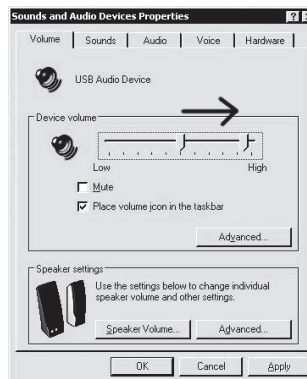 Sounds and Audio Devices Properties
Volume Sounds Audio Voice Hardware
USB Audio Device
Device volume
Low High
Mute
Place volume icon in the taskbar
Advanced...
Speaker settings
Use the settings below to change individual
speaker volume and other settings.
Speaker Volume... Advanced...
OK Cancel Apply